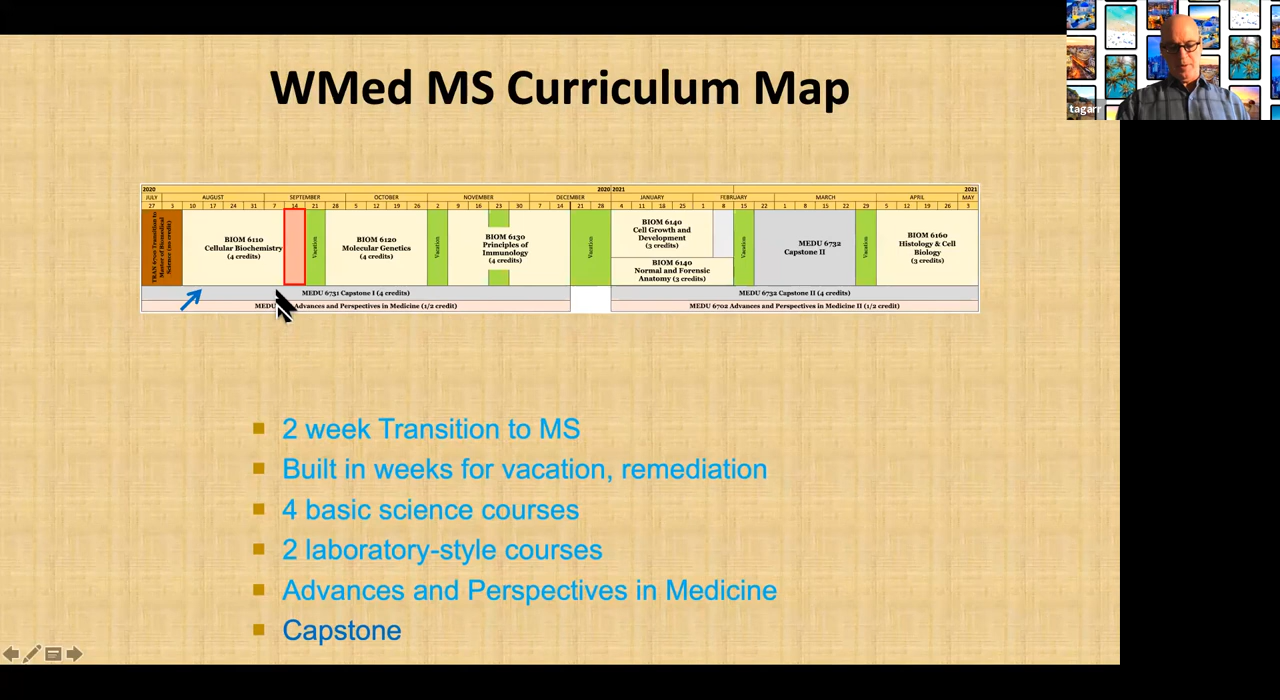 tagarr
WMed MS Curriculum Map
2020 2020 2021 2021
JULY AUGUST SEPTEMBER OCTOBER NOVEMBER DECEMBER JANUARY FEBRUARY MARCH APRIL MAY
27 3 10 17 24 31 7 14 21 28 5 12 19 26 2 9 16 23 30 7 14 21 28 4 11 18 25 1 8 15 22 1 8 15 22 29 5 12 19 26 3
Transition to
Master of Biomedical
Science (no credits)
BIOM 6110
Cellular Biochemistry
(4 credits)
Vacation
BIOM 6120
Molecular Genetics
(4 credits)
Vacation
BIOM 6130
Principles of
Immunology
(4 credits)
Vacation
BIOM 6140
Cell Growth and
Development
(3 credits)
BIOM 6140
Normal and Forensic
Anatomy (3 credits)
Vacation
MEDU 6732
Capstone II
Vacation
BIOM 6160
Histology & Cell
Biology
(3 credits)
MEDU 6731 Capstone I (4 credits)
MEDU 6732 Capstone II (4 credits)
Advances and Perspectives in Medicine (1/2 credit)
MEDU 6702 Advances and Perspectives in Medicine II (1/2 credit)
2 week Transition to MS
Built in weeks for vacation, remediation
4 basic science courses
2 laboratory-style courses
Advances and Perspectives in Medicine
Capstone